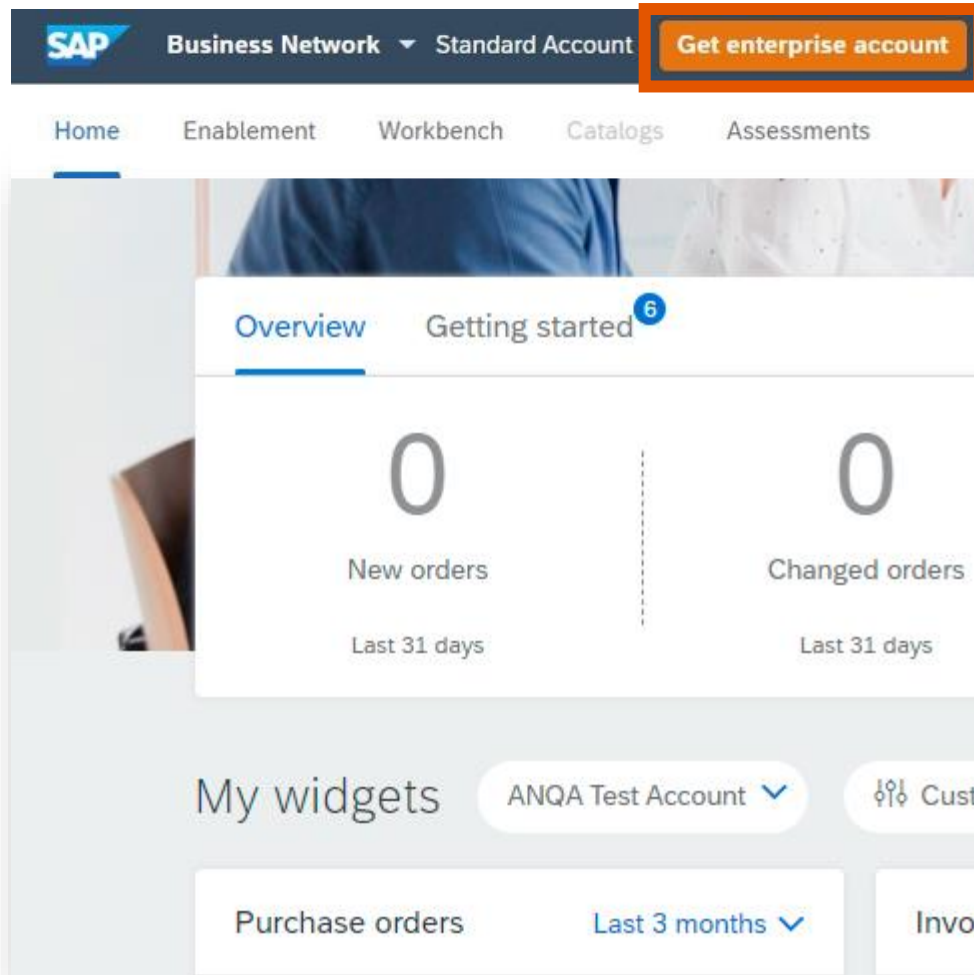 SAP Business Network Standard Account Get enterprise account
Home Enablement Workbench Catalogs Assessments
Overview Getting started 6
0 0
New orders Changed orders
Last 31 days Last 31 days
My widgets ANQA Test Account Cust
Purchase orders Last 3 months Invo